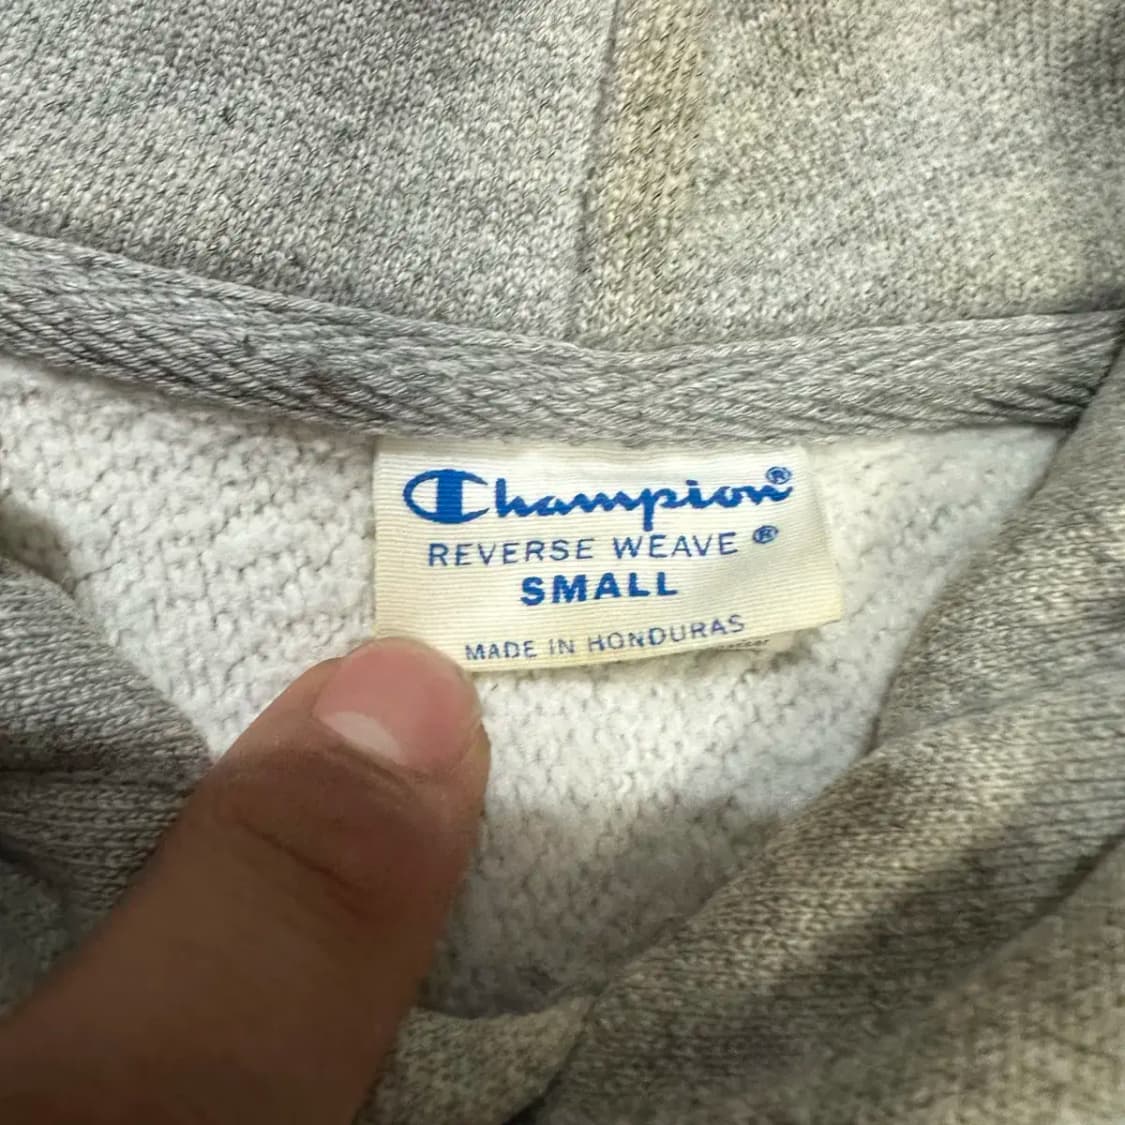 Champion®
REVERSE WEAVE ®
SMALL
MADE IN HONDURAS